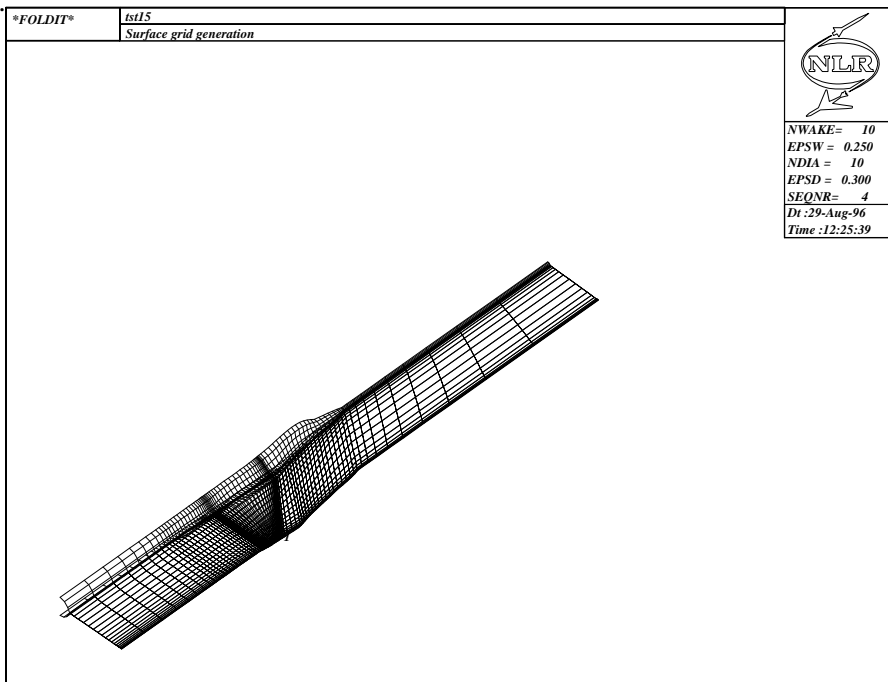 *FOLDIT*
tst15
Surface grid generation
NLR
NWAKE= 10
EPSW = 0.250
NDIA = 10
EPSD = 0.300
SEQNR= 4
Dt :29-Aug-96
Time :12:25:39